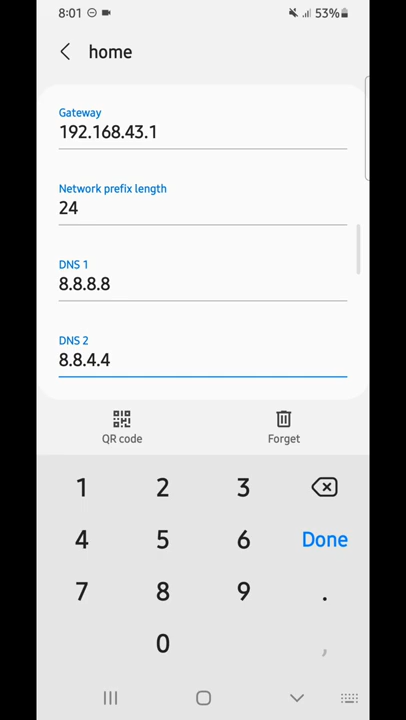 8:01 53%
home
Gateway
192.168.43.1
Network prefix length
24
DNS 1
8.8.8.8
DNS 2
8.8.4.4
QR code Forget
1 2 3
4 5 6 Done
7 8 9 .
0 ,